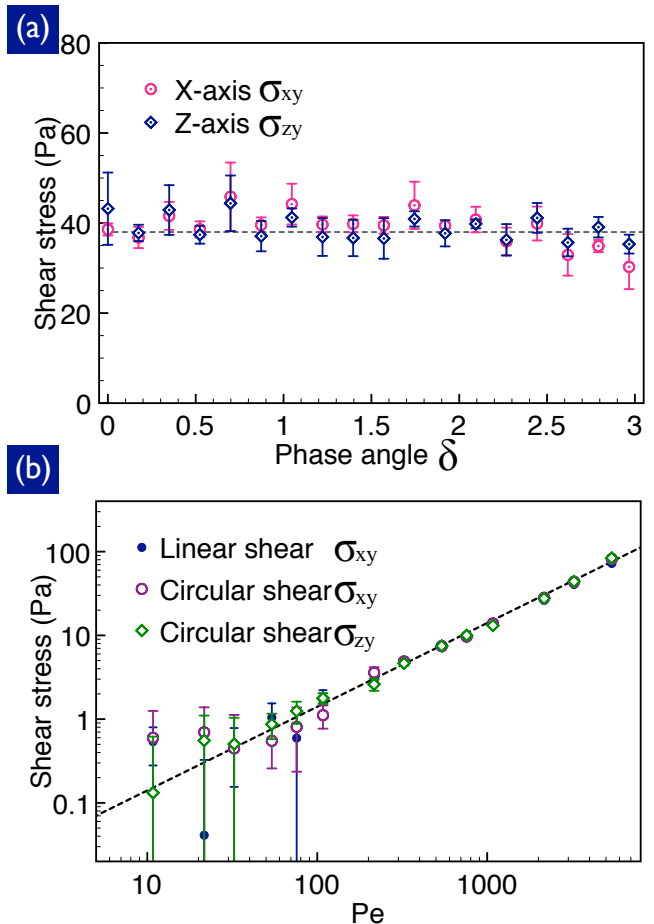 (a)
80
60
40
20
0
Shear stress (Pa)
X-axis σxy
Z-axis σzy
0 0.5 1 1.5 2 2.5 3
Phase angle δ
(b)
100
10
1
0.1
Shear stress (Pa)
Linear shear σxy
Circular shear σxy
Circular shear σzy
10 100 1000
Pe